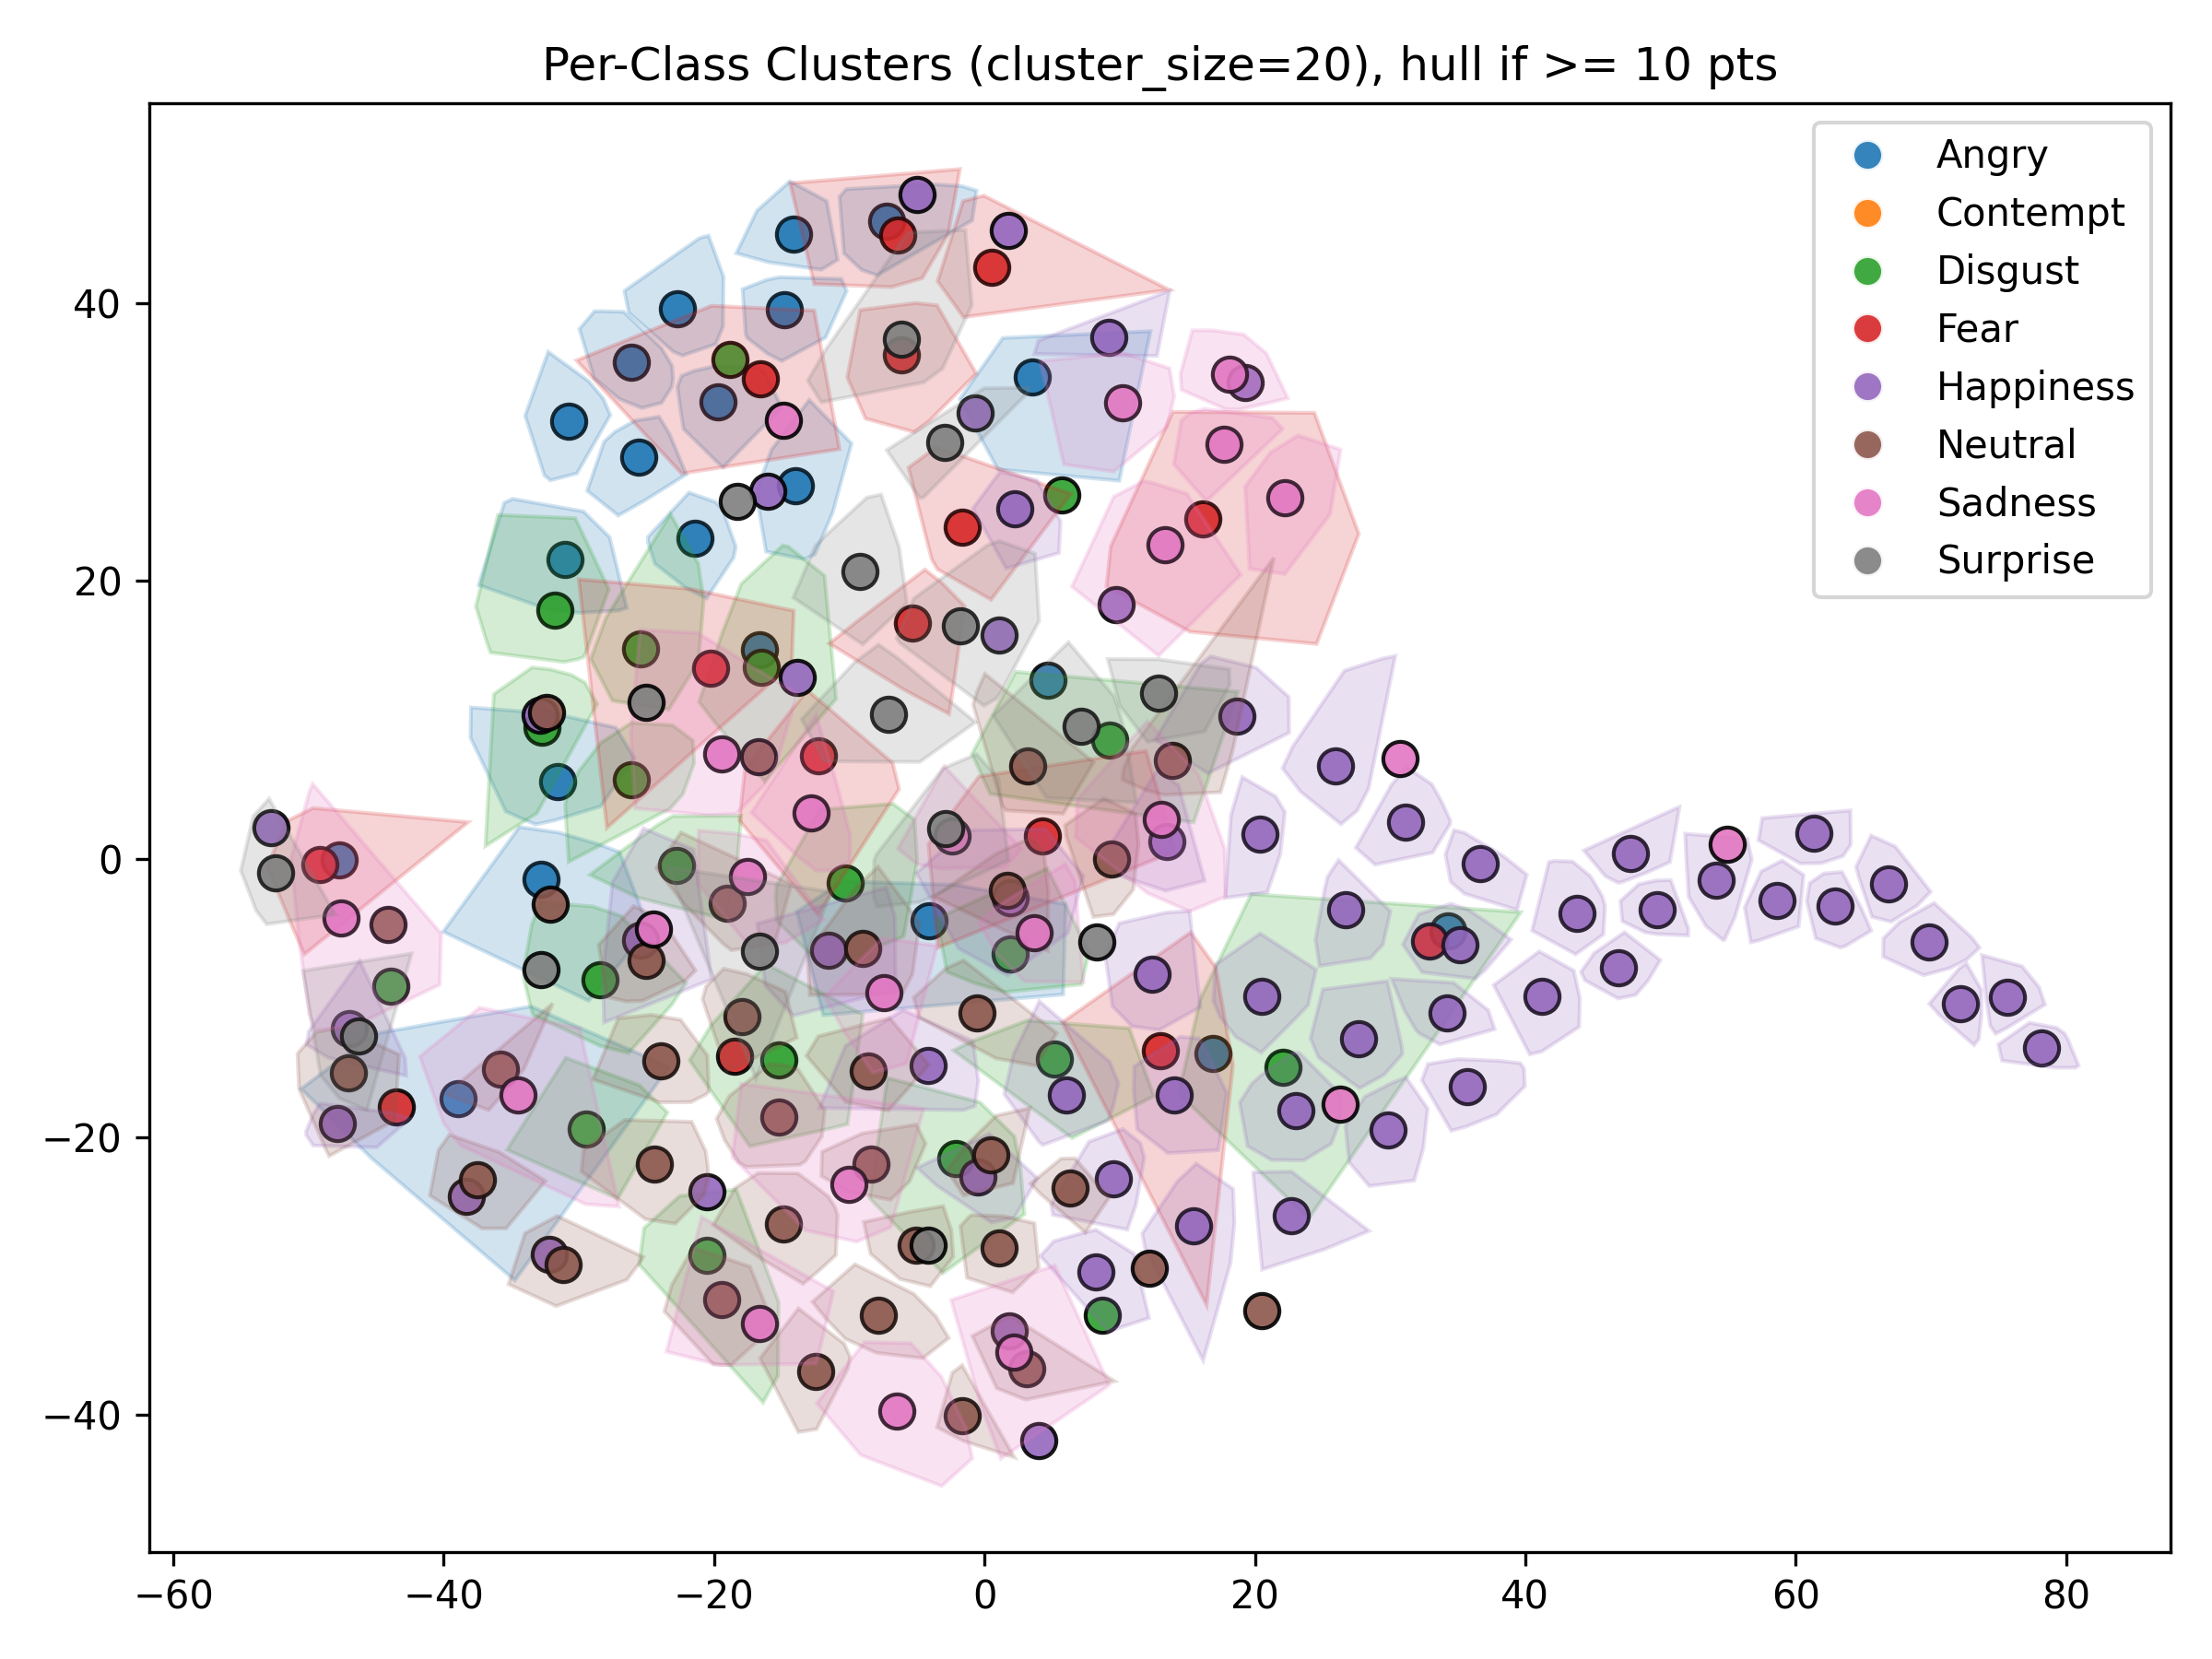 Per-Class Clusters (cluster_size=20), hull if >= 10 pts
Angry
Contempt
Disgust
Fear
Happiness
Neutral
Sadness
Surprise
40
20
0
−20
−40
−60 −40 −20 0 20 40 60 80